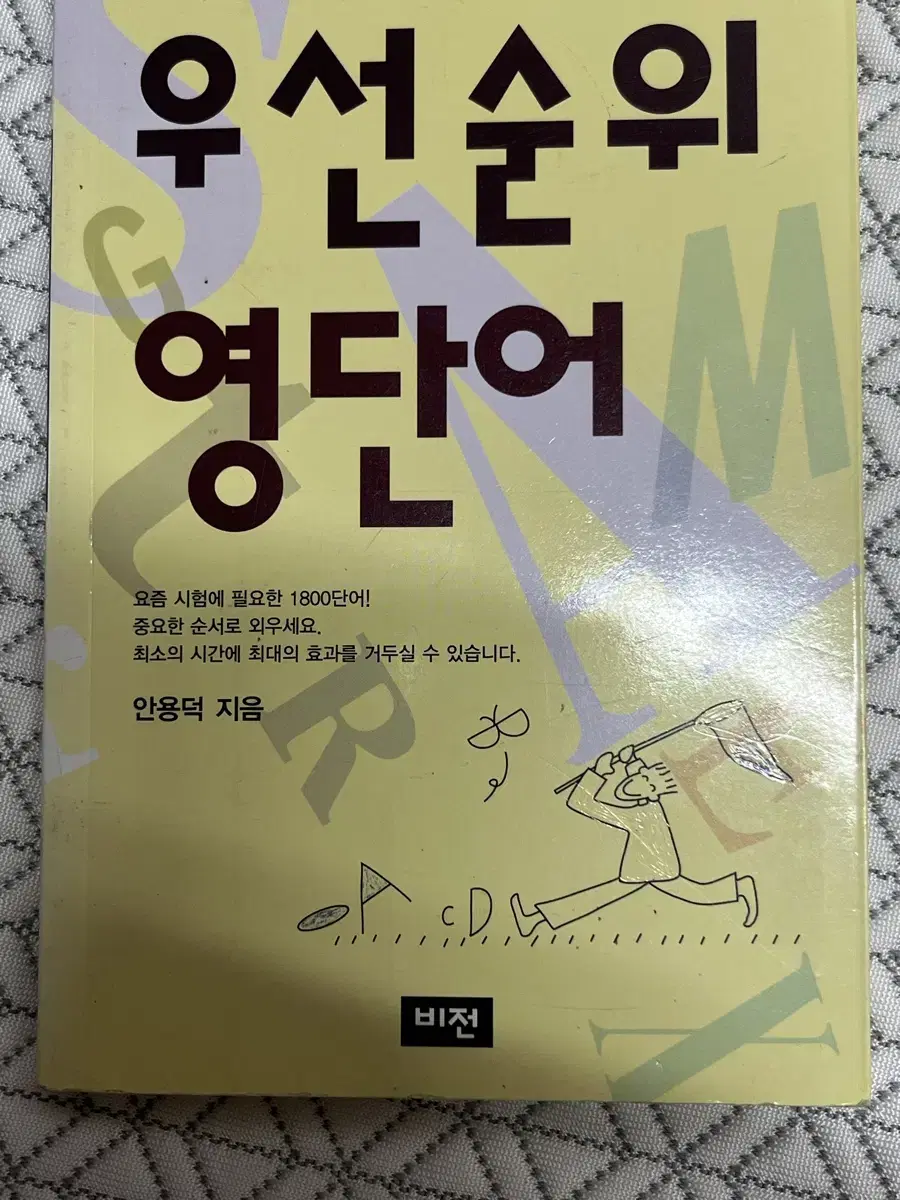 우선순위
영단어
요즘 시험에 필요한 1800단어!
중요한 순서로 외우세요.
최소의 시간에 최대의 효과를 거두실 수 있습니다.
안용덕 지음
A C D
비전